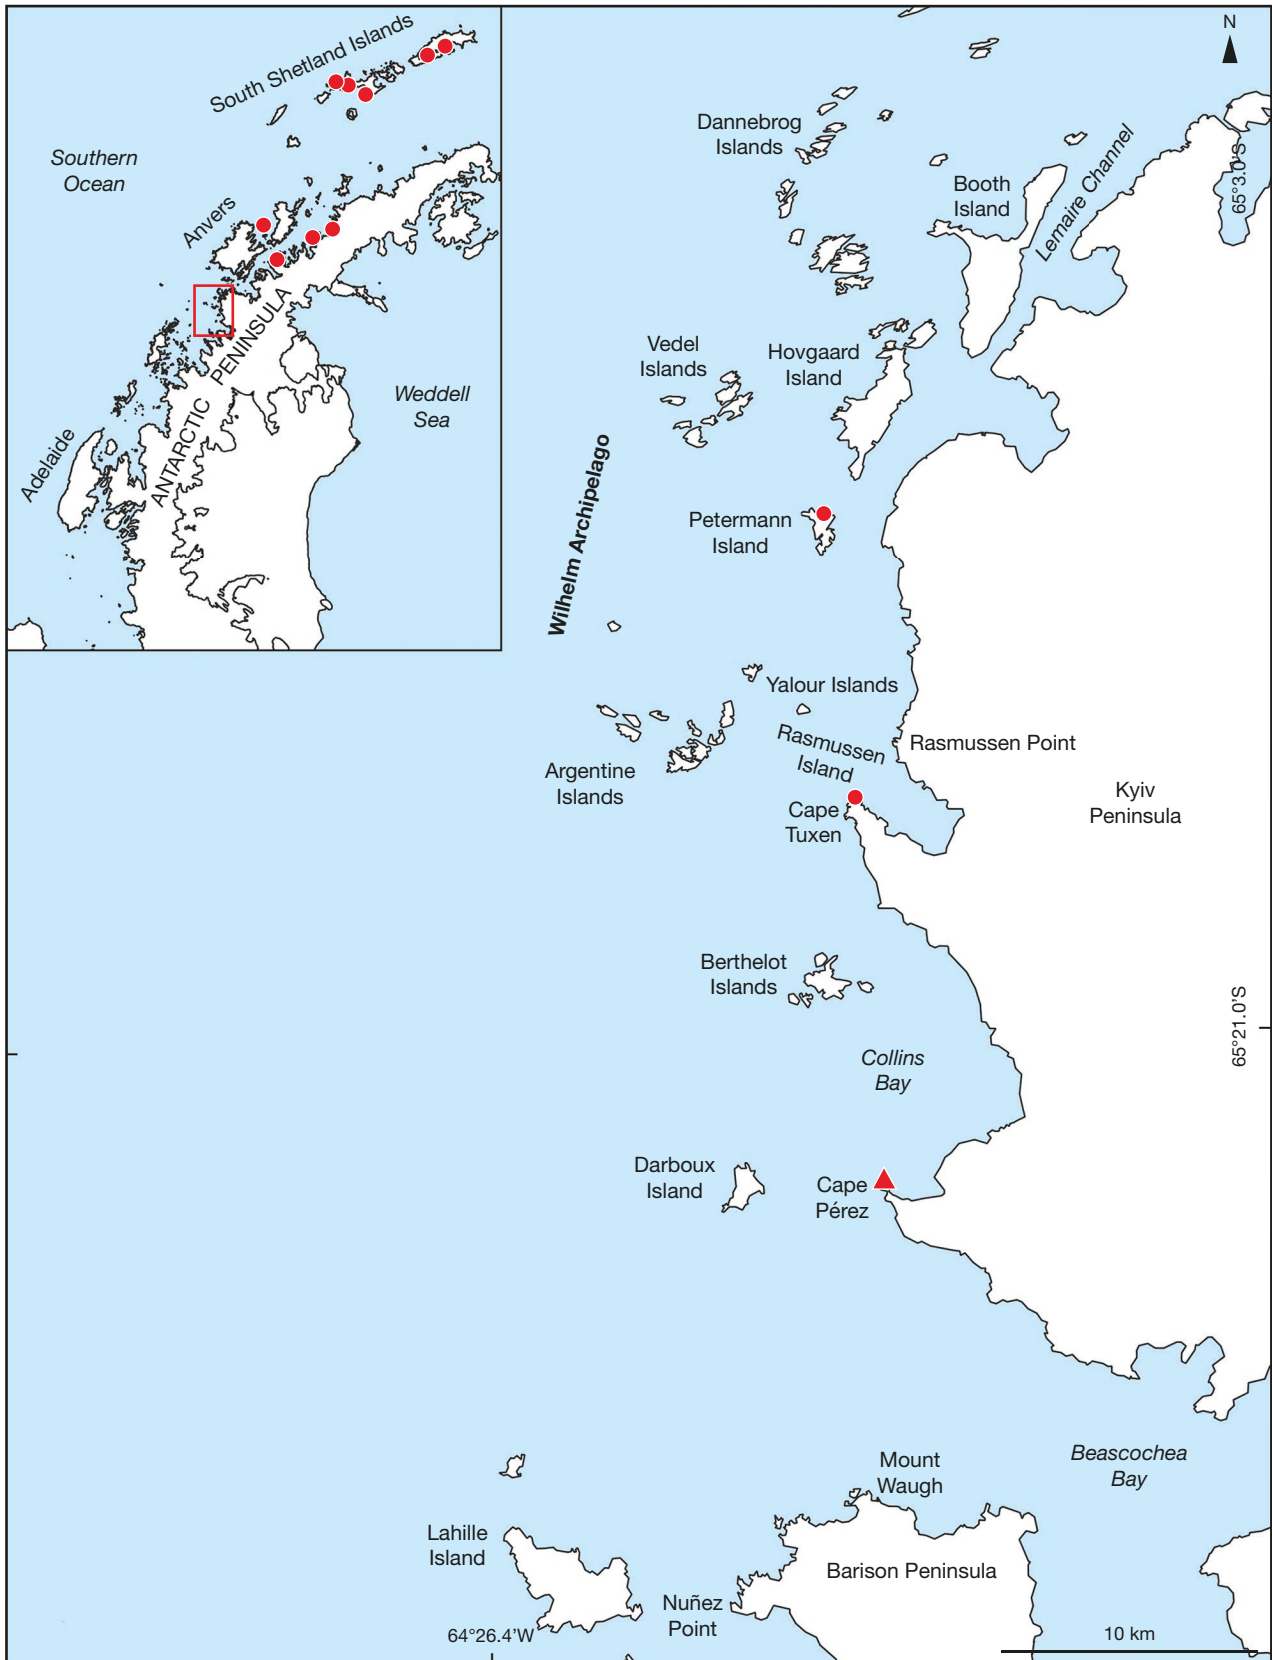 South Shetland Islands
Southern
Ocean
Anvers
ANTARCTIC
PENINSULA
Weddell
Sea
Adelaide
N
65°3.0'S
Dannebrog
Islands
Booth
Island
Lemaire Channel
Vedel
Islands
Hovgaard
Island
Wilhelm Archipelago
Petermann
Island
Yalour Islands
Rasmussen
Island
Rasmussen Point
Argentine
Islands
Cape
Tuxen
Kyiv
Peninsula
Berthelot
Islands
65°21.0'S
Collins
Bay
Darboux
Island
Cape
Pérez
Beascochea
Bay
Mount
Waugh
Lahille
Island
Barison Peninsula
Nuñez
Point
64°26.4'W
10 km